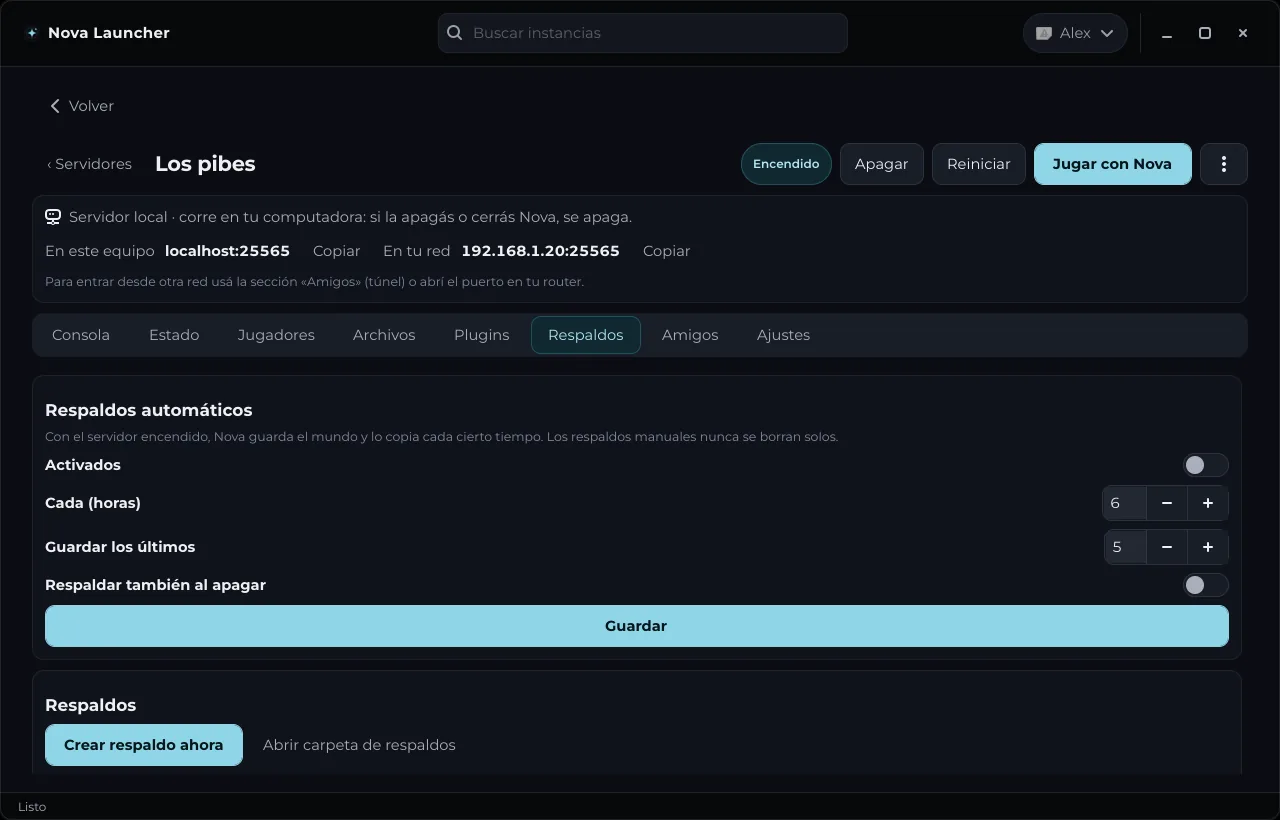 Nova Launcher
Buscar instancias
Alex
Volver
‹ Servidores
Los pibes
Encendido
Apagar
Reiniciar
Jugar con Nova
Servidor local · corre en tu computadora: si la apagás o cerrás Nova, se apaga.
En este equipo localhost:25565 Copiar En tu red 192.168.1.20:25565 Copiar
Para entrar desde otra red usá la sección «Amigos» (túnel) o abrí el puerto en tu router.
Consola Estado Jugadores Archivos Plugins Respaldos Amigos Ajustes
Respaldos automáticos
Con el servidor encendido, Nova guarda el mundo y lo copia cada cierto tiempo. Los respaldos manuales nunca se borran solos.
Activados
Cada (horas) 6 − +
Guardar los últimos 5 − +
Respaldar también al apagar
Guardar
Respaldos
Crear respaldo ahora Abrir carpeta de respaldos
Listo